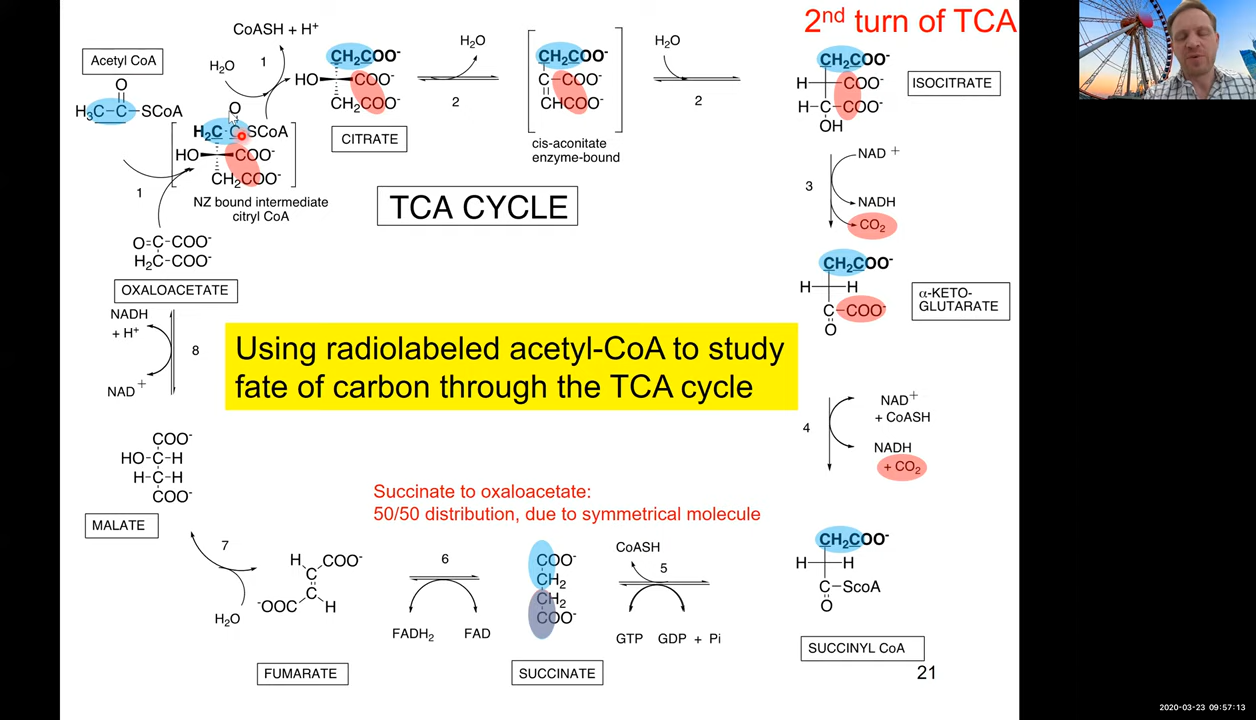 2nd turn of TCA
CoASH + H+
Acetyl CoA
O
H3C-C-SCoA
H2O
1
O
H2C-C-SCoA
HO COO-
CH2COO-
NZ bound intermediate
citryl CoA
CH2COO-
HO COO-
CH2COO-
CITRATE
H2O
2
CH2COO-
C-COO-
CHCOO-
cis-aconitate
enzyme-bound
H2O
2
CH2COO-
H COO-
H-C-COO-
OH
ISOCITRATE
TCA CYCLE
1
O=C-COO-
H2C-COO-
OXALOACETATE
3
NAD +
NADH
CO2
CH2COO-
H H
C-COO-
O
α-KETO-
GLUTARATE
NADH
+ H+
8
NAD+
Using radiolabeled acetyl-CoA to study
fate of carbon through the TCA cycle
4
NAD+
+ CoASH
NADH
+ CO2
COO-
HO-C-H
H-C-H
COO-
MALATE
Succinate to oxaloacetate:
50/50 distribution, due to symmetrical molecule
CH2COO-
H H
C-ScoA
O
SUCCINYL CoA
7
H2O
H COO-
C
C
-OOC H
FUMARATE
6
FADH2 FAD
COO-
CH2
CH2
COO-
SUCCINATE
CoASH
5
GTP GDP + Pi
21
2020-03-23 09:57:13